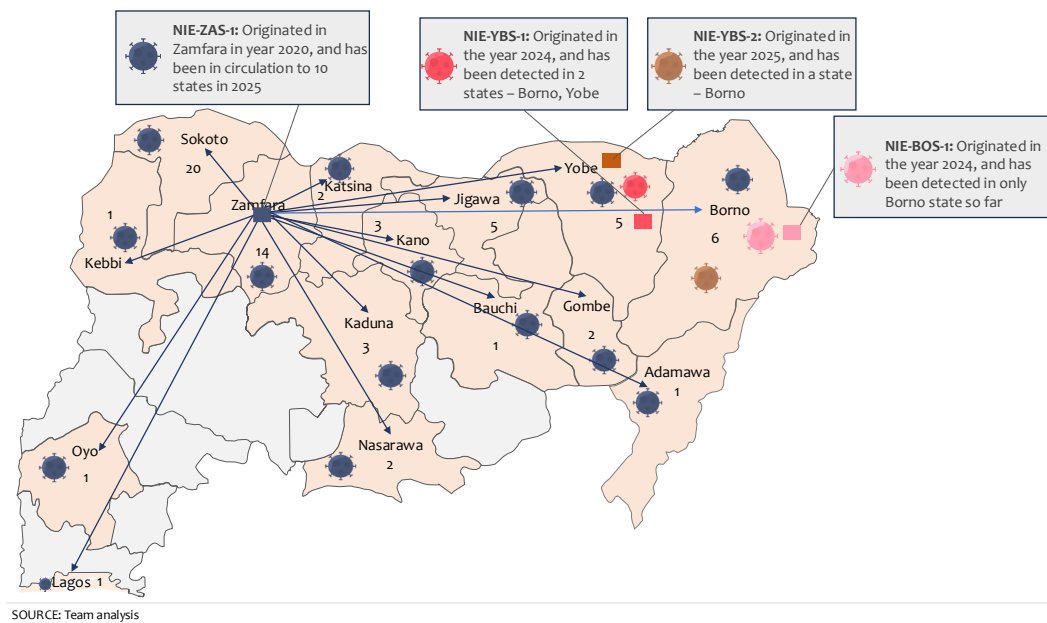 NIE-ZAS-1: Originated in
Zamfara in year 2020, and has
been in circulation to 10
states in 2025
NIE-YBS-1: Originated in
the year 2024, and has
been detected in 2
states – Borno, Yobe
NIE-YBS-2: Originated in
the year 2025, and has
been detected in a state
– Borno
NIE-BOS-1: Originated in
the year 2024, and has
been detected in only
Borno state so far
Sokoto
20
Katsina
2
Zamfara
14
1
Kebbi
Jigawa
5
Yobe
5
Borno
6
3
Kano
Kaduna
3
Bauchi
1
Gombe
2
Adamawa
1
Nasarawa
2
Oyo
1
Lagos 1
SOURCE: Team analysis